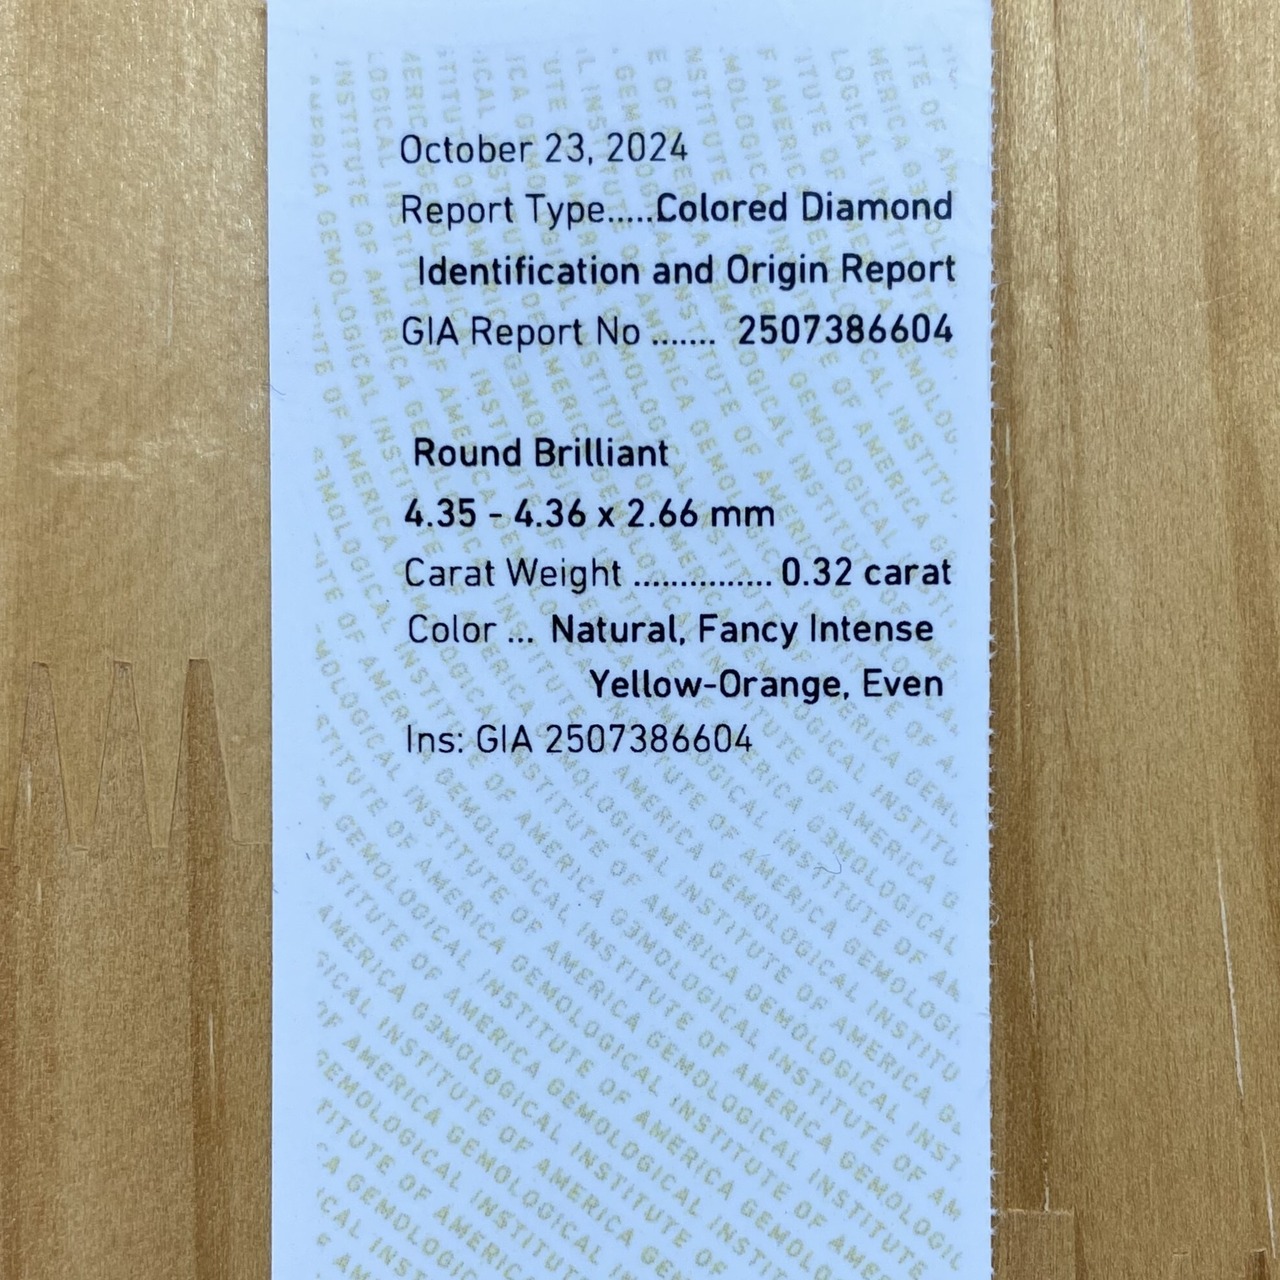 October 23, 2024
Report Type.....Colored Diamond
Identification and Origin Report
GIA Report No ....... 2507386604
Round Brilliant
4.35 - 4.36 x 2.66 mm
Carat Weight ............... 0.32 carat
Color ... Natural, Fancy Intense
Yellow-Orange, Even
Ins: GIA 2507386604